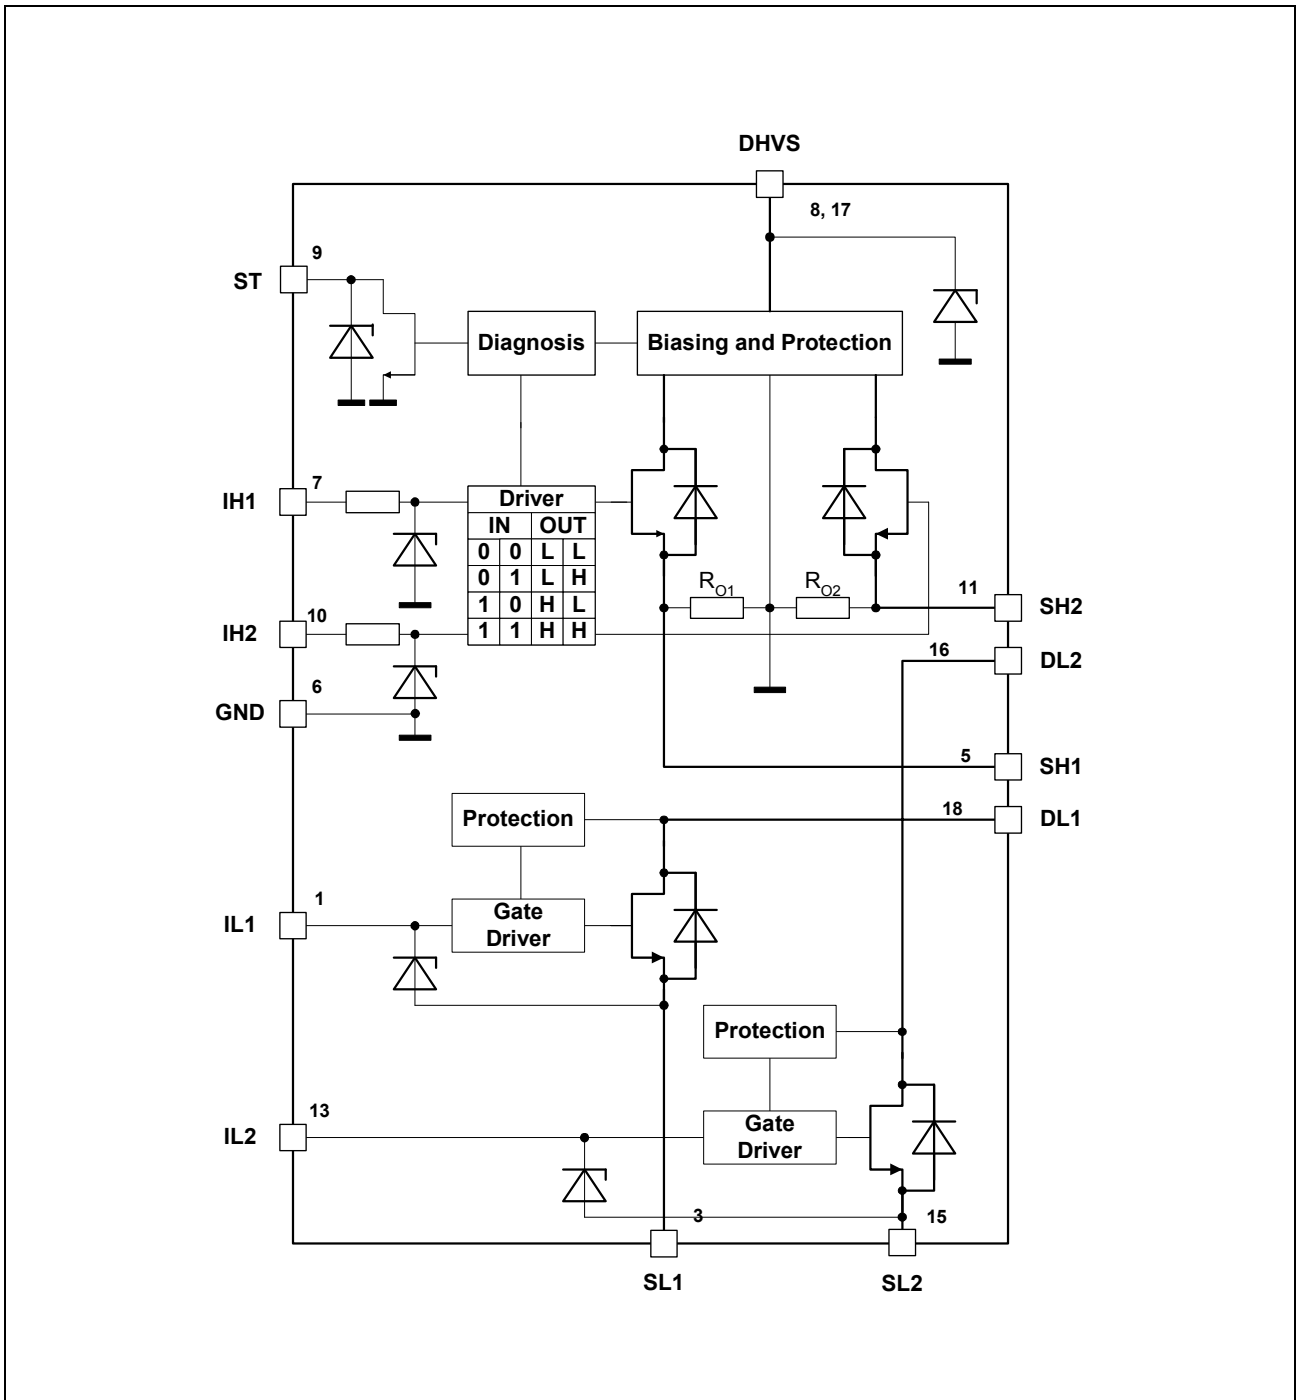 DHVS
8, 17
9
ST
Diagnosis
Biasing and Protection
7
IH1
Driver
IN OUT
0 0 L L
0 1 L H
1 0 H L
1 1 H H
RO1
RO2
11
SH2
10
IH2
16
DL2
6
GND
5
SH1
18
DL1
Protection
1
IL1
Gate
Driver
Protection
13
IL2
Gate
Driver
3
15
SL1
SL2